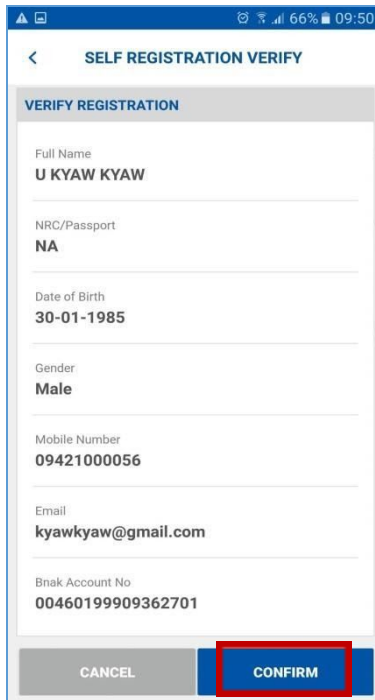 66% 09:50
SELF REGISTRATION VERIFY
VERIFY REGISTRATION
Full Name
U KYAW KYAW
NRC/Passport
NA
Date of Birth
30-01-1985
Gender
Male
Mobile Number
09421000056
Email
kyawkyaw@gmail.com
Bnak Account No
00460199909362701
CANCEL CONFIRM